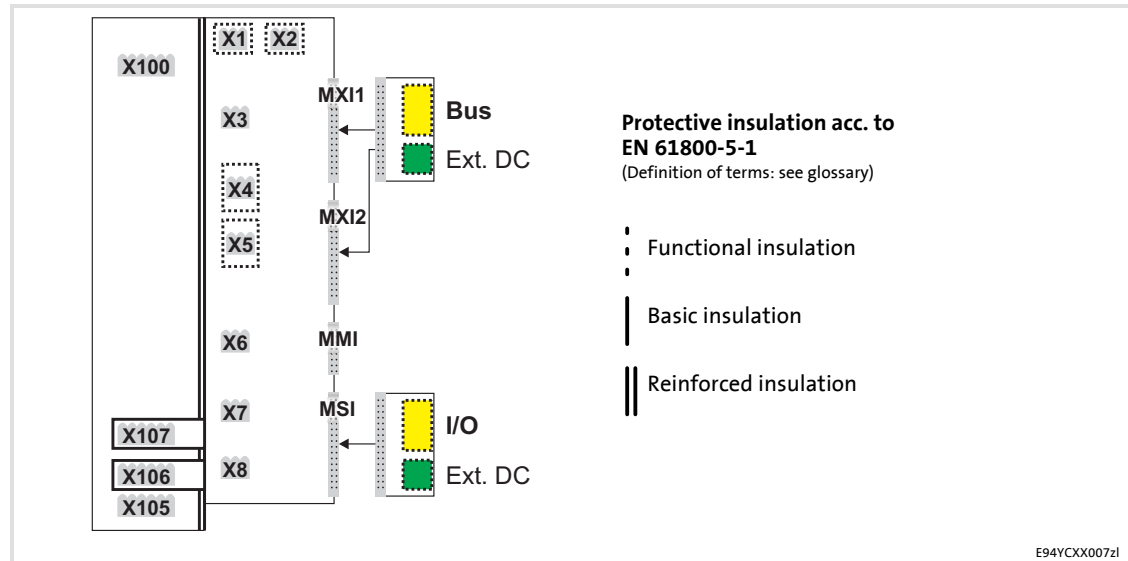 X100
X107
X106
X105
X1 X2
X3
X4
X5
X6
X7
X8
MXI1
MXI2
MMI
MSI
Bus
Ext. DC
I/O
Ext. DC
Protective insulation acc. to
EN 61800-5-1
(Definition of terms: see glossary)
Functional insulation
Basic insulation
Reinforced insulation
E94YCXX007zl